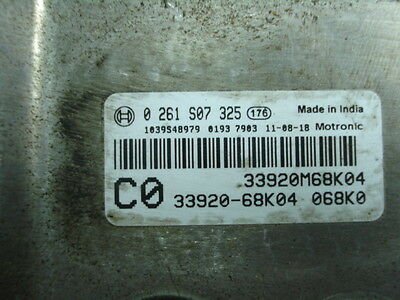 0 261 S07 325 176 Made in India
1039S48979 0193 7903 11-08-18 Motronic
33920M68K04
C0 33920-68K04 068K0